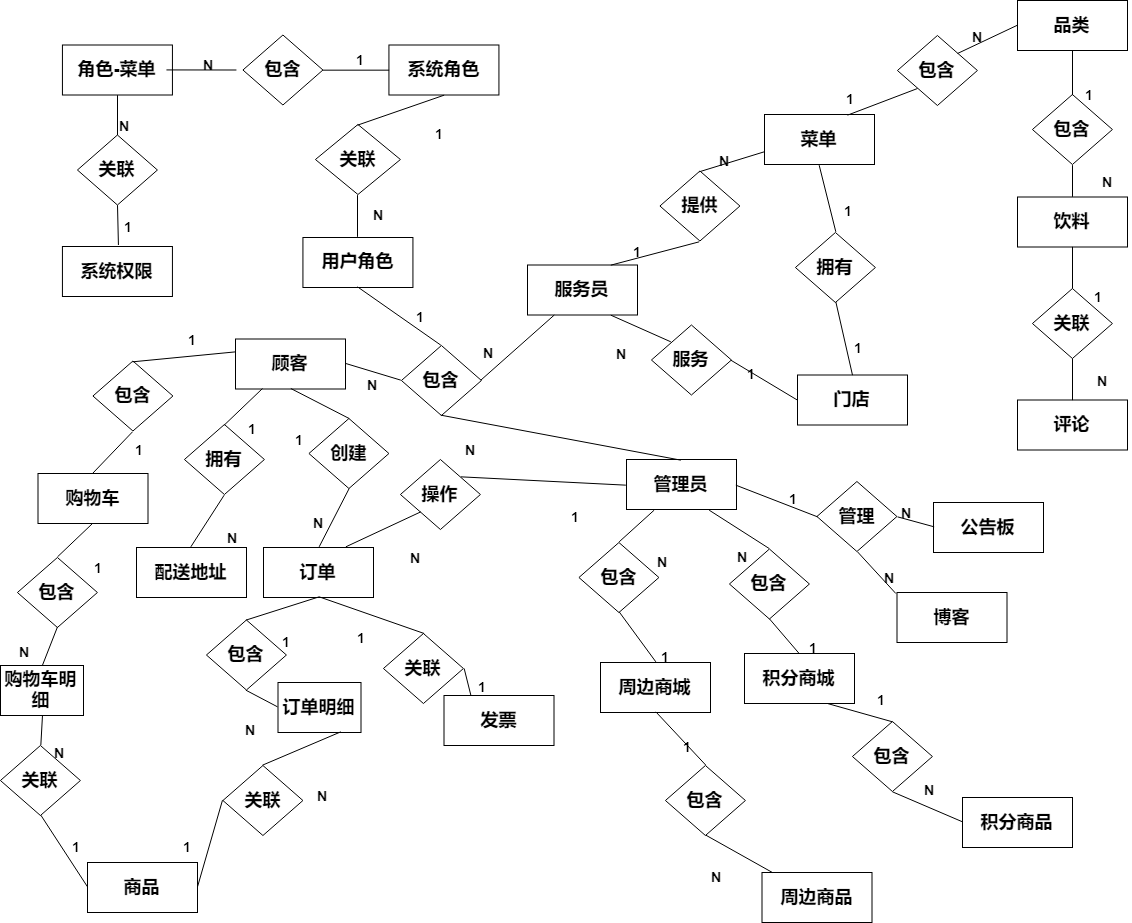 品类
N
角色-菜单
N
包含
1
系统角色
包含
1
1
包含
N
关联
1
关联
菜单
N
提供
N
饮料
N
1
系统权限
用户角色
1
拥有
1
服务员
1
关联
1
顾客
1
N
包含
N
N
服务
1
1
门店
N
评论
包含
1
拥有
1
1
创建
N
操作
管理员
购物车
N
N
配送地址
订单
N
1
1
管理
N
公告板
N
博客
包含
1
N
购物车明
细
包含
1
1
关联
包含
N
N
包含
1
周边商城
1
积分商城
订单明细
N
1
发票
N
关联
关联
N
1
1
商品
1
包含
N
周边商品
1
包含
N
积分商品